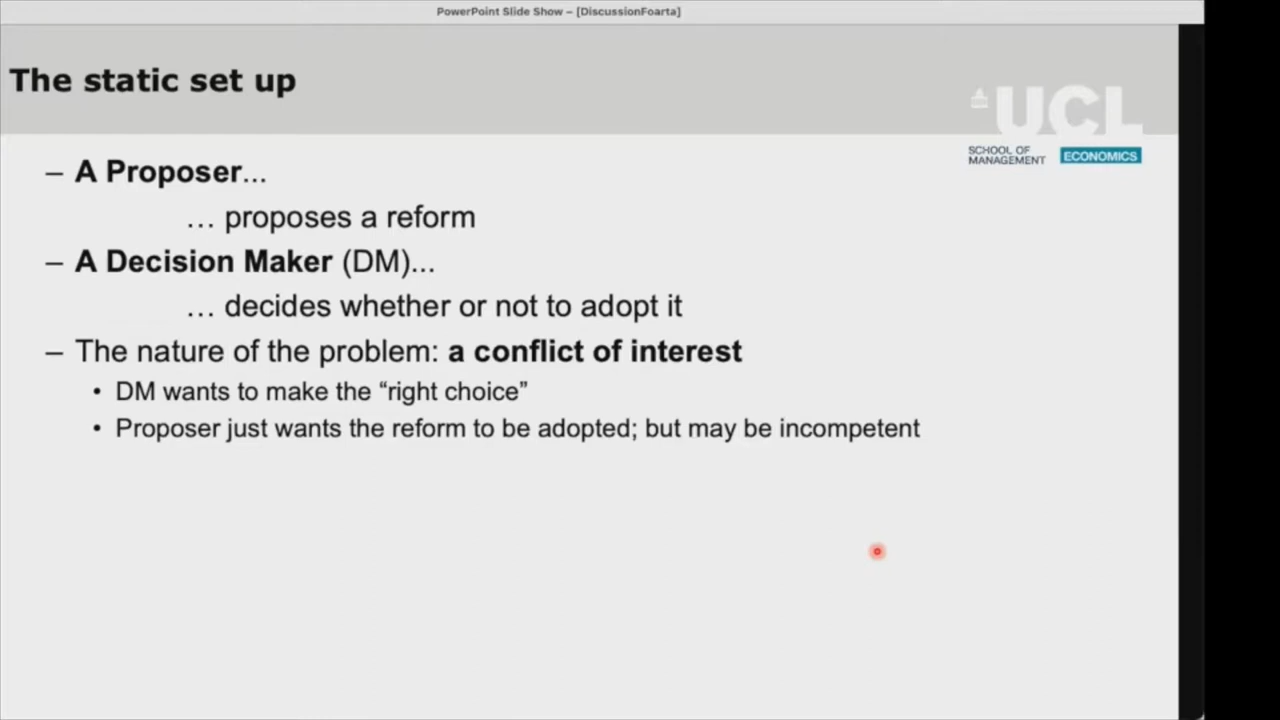 PowerPoint Slide Show – [DiscussionFoarta]
The static set up
UCL
SCHOOL OF
MANAGEMENT
ECONOMICS
– A Proposer...
… proposes a reform
– A Decision Maker (DM)...
… decides whether or not to adopt it
– The nature of the problem: a conflict of interest
• DM wants to make the “right choice”
• Proposer just wants the reform to be adopted; but may be incompetent